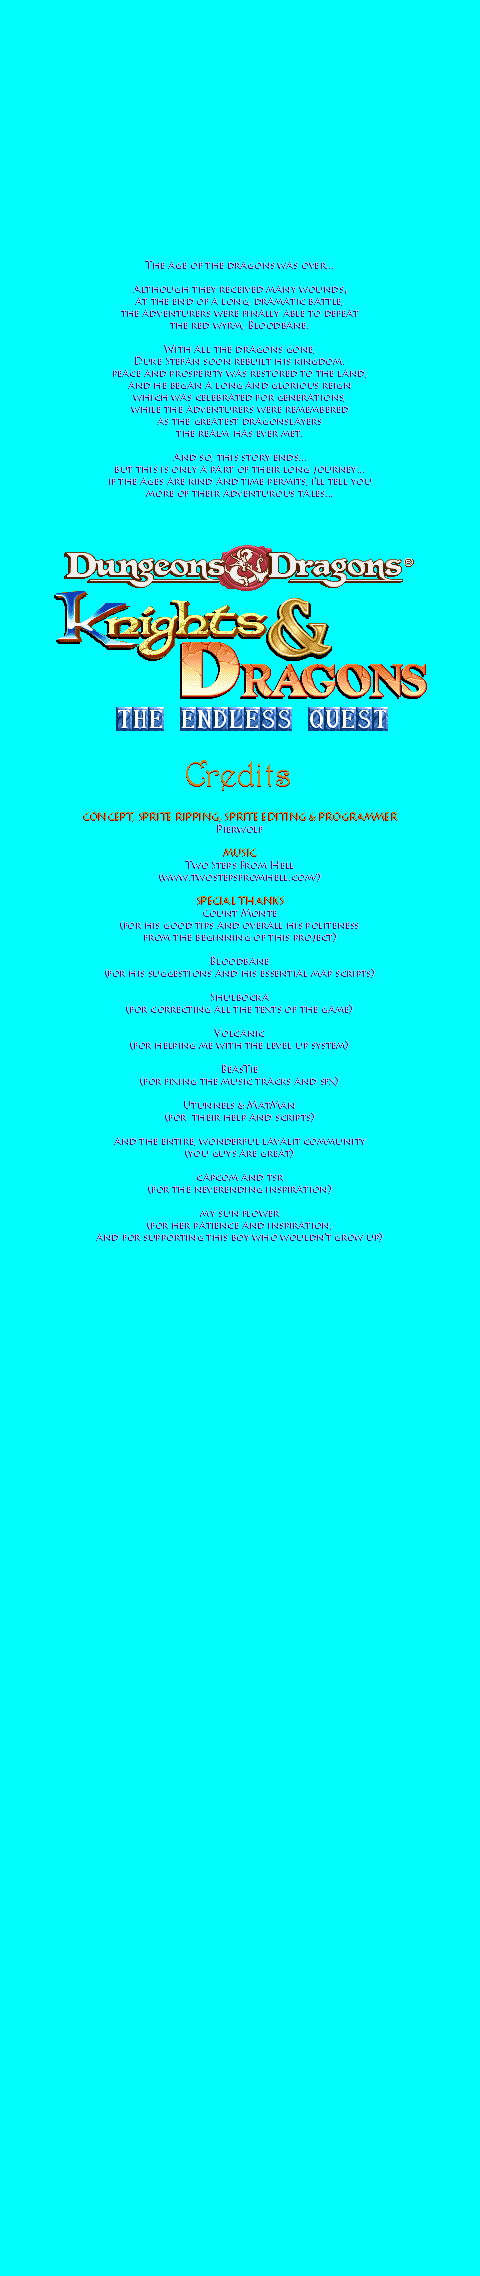 The age of the dragons was over...
Although they received many wounds,
at the end of a long, dramatic battle,
the adventurers were finally able to defeat
the red wyrm, Bloodbane.
With all the dragons gone,
Duke Stefan soon rebuilt his kingdom.
peace and prosperity was restored to the land,
and he began a long and glorious reign
which was celebrated for generations,
while the adventurers were remembered
as the greatest dragonslayers
the realm has ever met.
And so, this story ends...
but this is only a part of their long journey...
if the ages are kind and time permits, i'll tell you
more of their adventurous tales...
Dungeons & Dragons®
Knights &
Dragons
THE ENDLESS QUEST
Credits
concept, sprite ripping, sprite editing & programmer
Pierwolf
music
Two Steps From Hell
(www.twostepsfromhell.com/)
special thanks
Count Monte
(for his good tips and overall his politeness
from the beginning of this project)
Bloodbane
(for his suggestions and his essential map scripts)
Shulbocka
(for correcting all the texts of the game)
Volcanic
(for helping me with the level up system)
BeasTie
(for fixing the music tracks and sfx)
Utunnels & MatMan
(for their help and scripts)
and the entire, wonderful lavalit community
(you guys are great)
capcom and tsr
(for the neverending inspiration)
my sun flower
(for her patience and inspiration,
and for supporting this boy who wouldn't grow up)